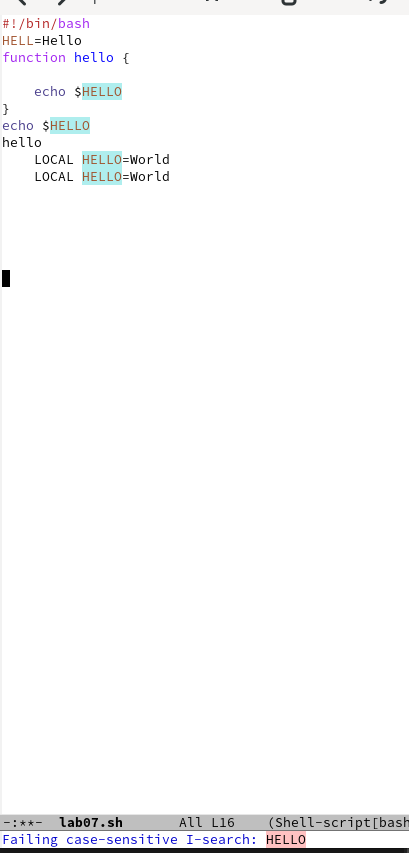 #!/bin/bash
HELL=Hello
function hello {
    echo $HELLO
}
echo $HELLO
hello
    LOCAL HELLO=World
    LOCAL HELLO=World
-:**-  lab07.sh       All L16    (Shell-script[bash
Failing case-sensitive I-search: HELLO